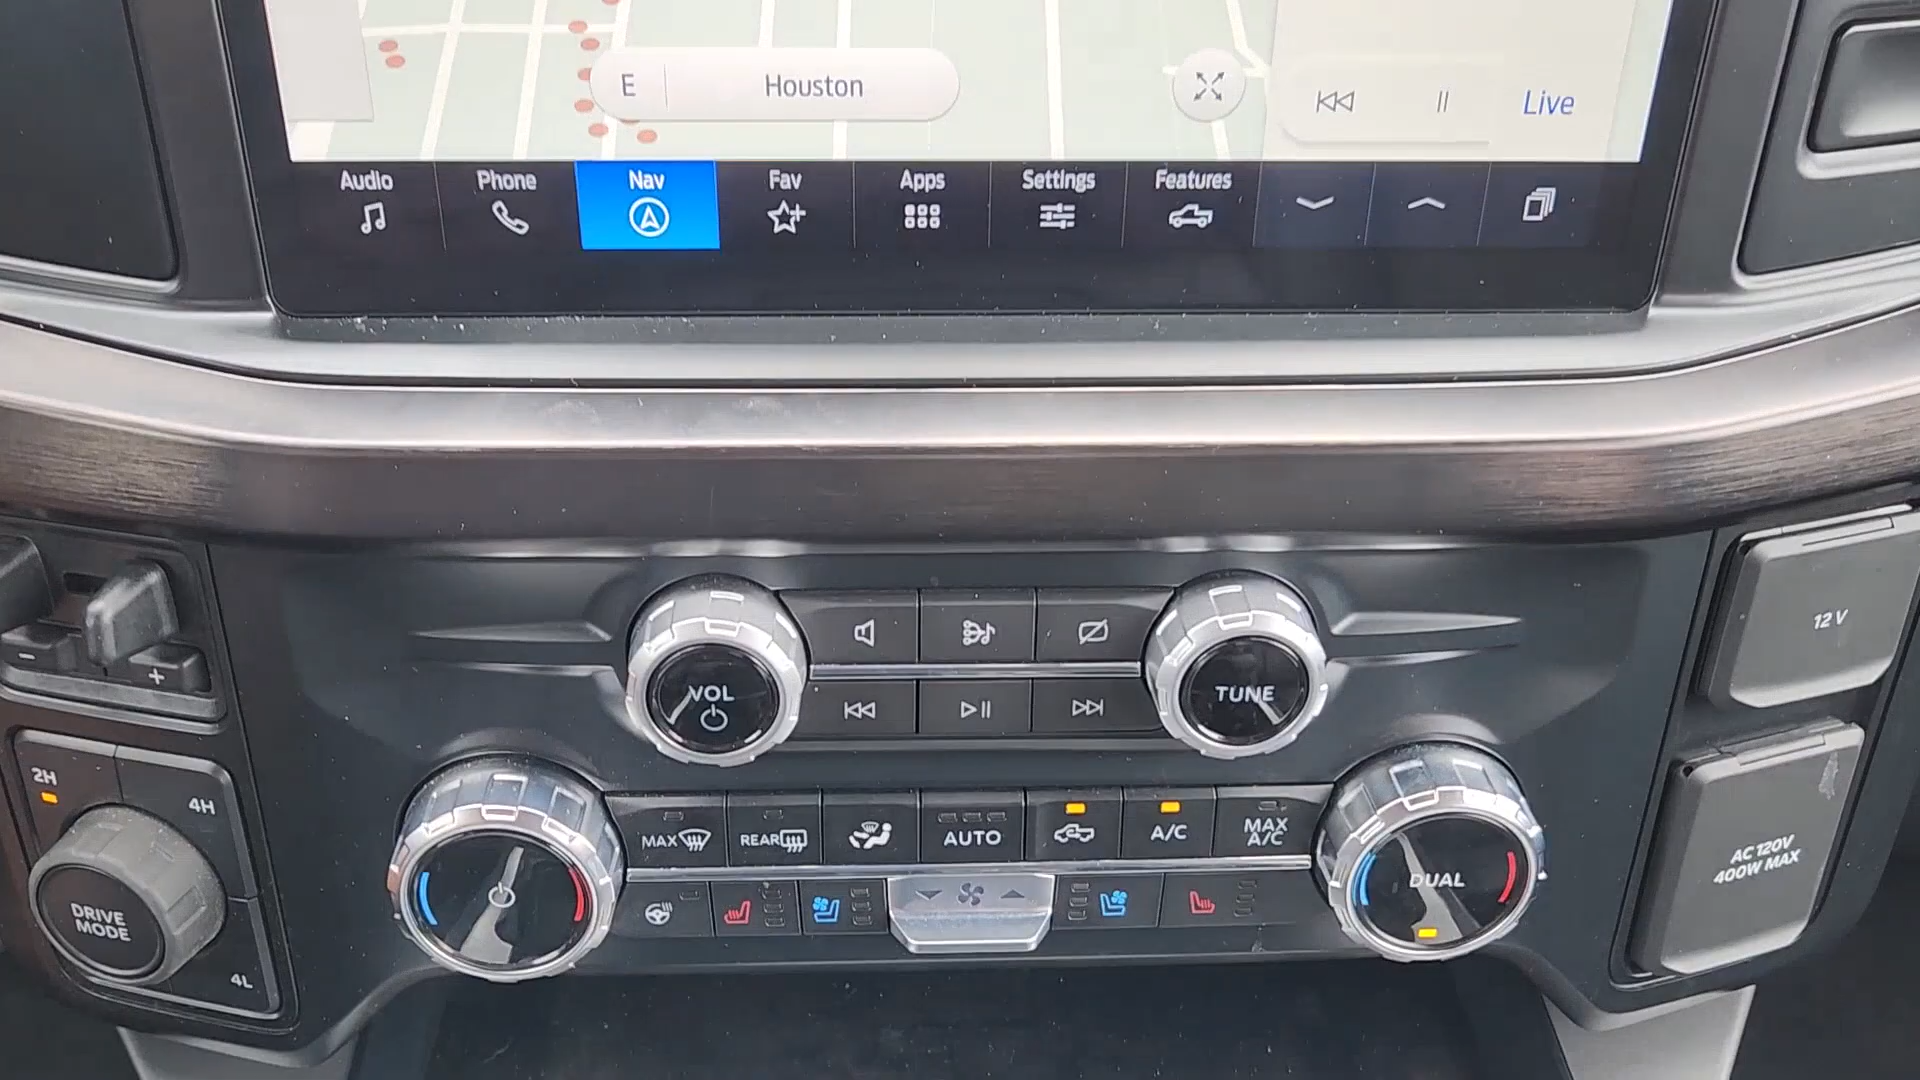 E Houston
Live
Audio Phone Nav Fav Apps Settings Features
12 V
VOL
TUNE
2H
4H
MAX
REAR
AUTO
A/C
MAX
A/C
AC 120V
400W MAX
DRIVE
MODE
DUAL
4L